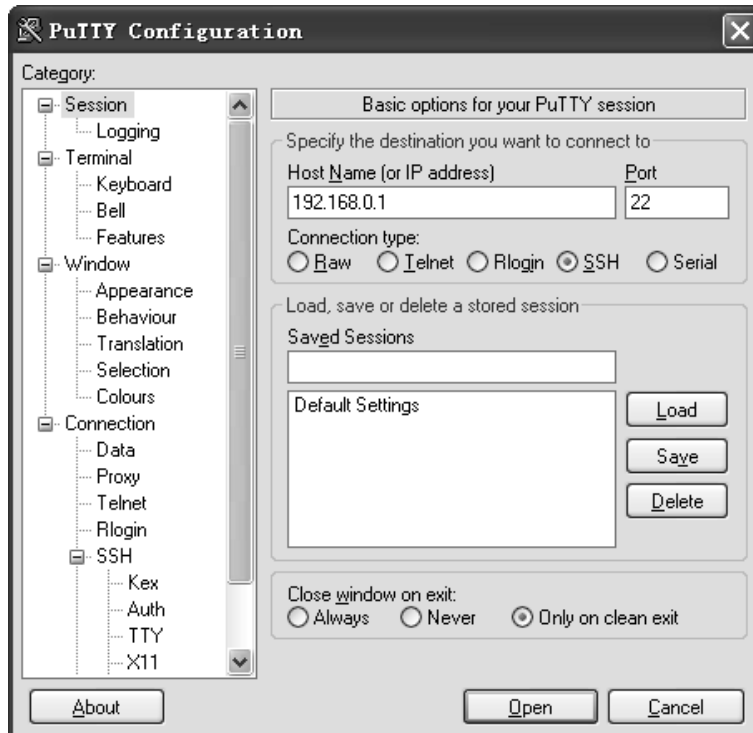 PuTTY Configuration
Category:
Session
Logging
Terminal
Keyboard
Bell
Features
Window
Appearance
Behaviour
Translation
Selection
Colours
Connection
Data
Proxy
Telnet
Rlogin
SSH
Kex
Auth
TTY
X11
Basic options for your PuTTY session
Specify the destination you want to connect to
Host Name (or IP address) Port
192.168.0.1 22
Connection type:
Raw Telnet Rlogin SSH Serial
Load, save or delete a stored session
Saved Sessions
Default Settings
Load
Save
Delete
Close window on exit:
Always Never Only on clean exit
About Open Cancel